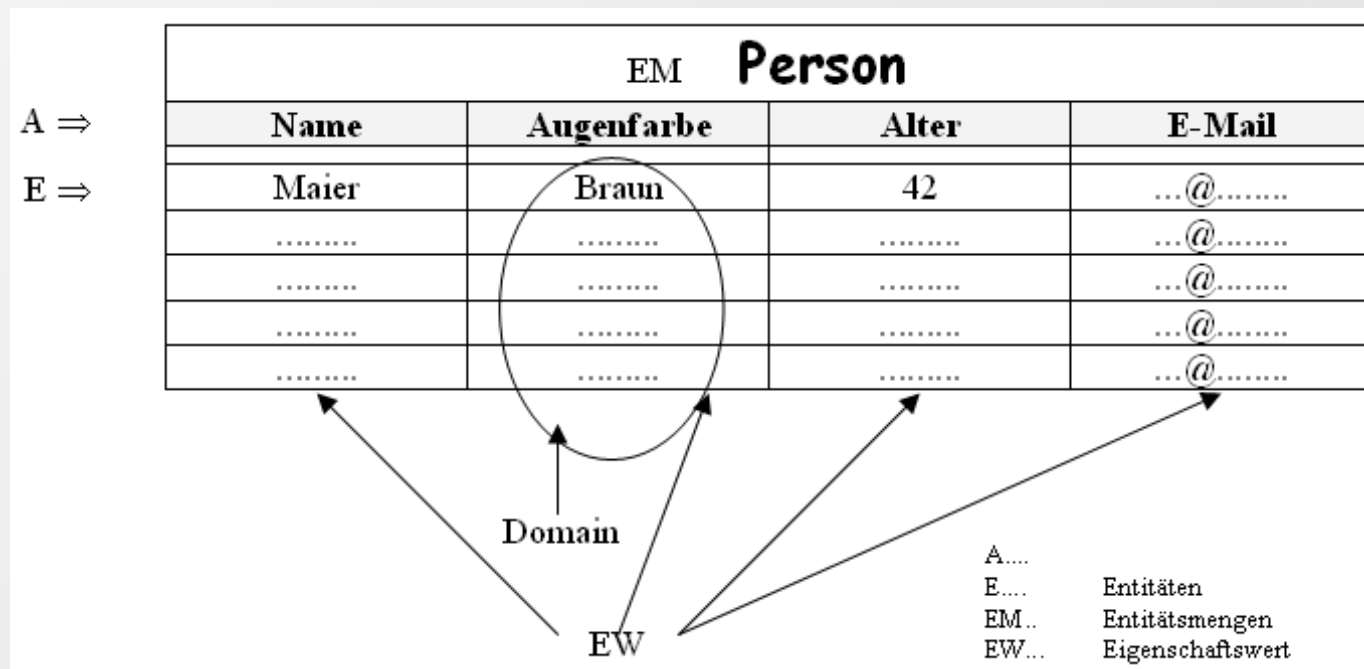 EM Person
A ⇒ Name Augenfarbe Alter E-Mail
E ⇒ Maier Braun 42 ...@........
......... ......... ......... ...@........
......... ......... ......... ...@........
......... ......... ......... ...@........
......... ......... ......... ...@........
Domain
EW
A....
E.... Entitäten
EM.. Entitätsmengen
EW... Eigenschaftswert